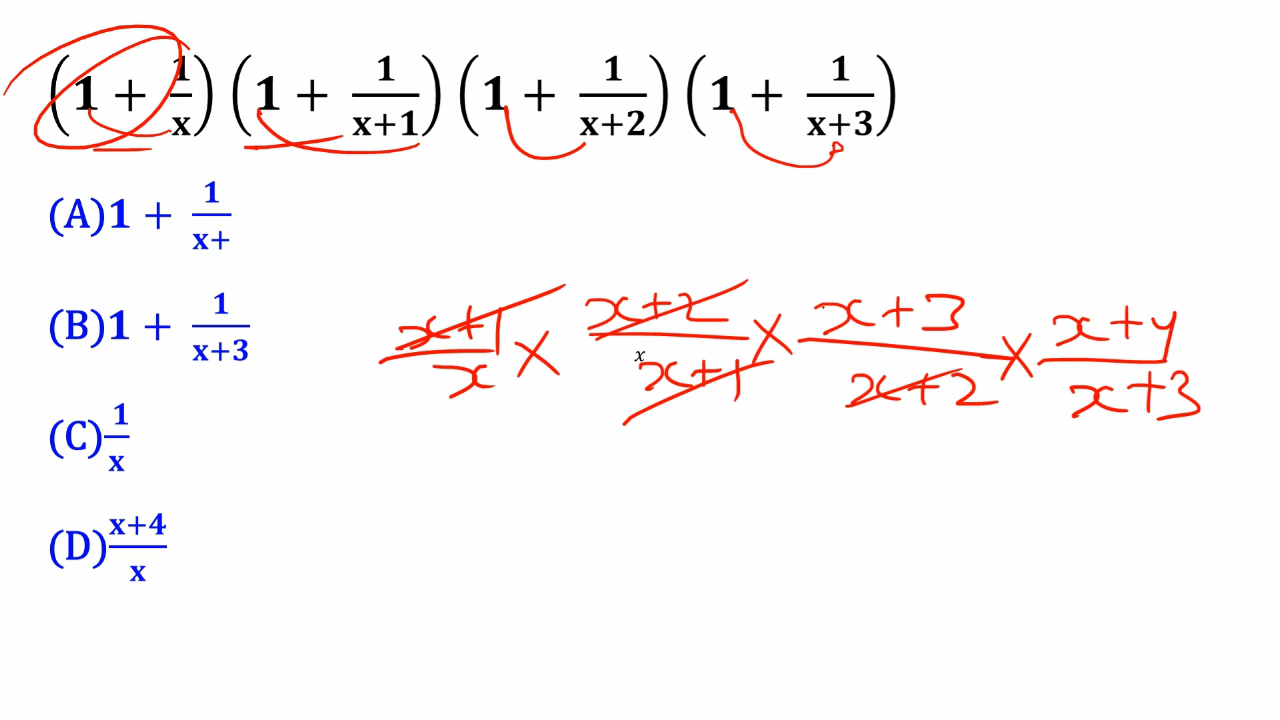 (1 + 1/x) (1 + 1/(x+1)) (1 + 1/(x+2)) (1 + 1/(x+3))
(A) 1 + 1/(x+)
(B) 1 + 1/(x+3)
(C) 1/x
(D) (x+4)/x
(x+1)/x × (x+2)/(x+1) × (x+3)/(x+2) × (x+y)/(x+3)
x